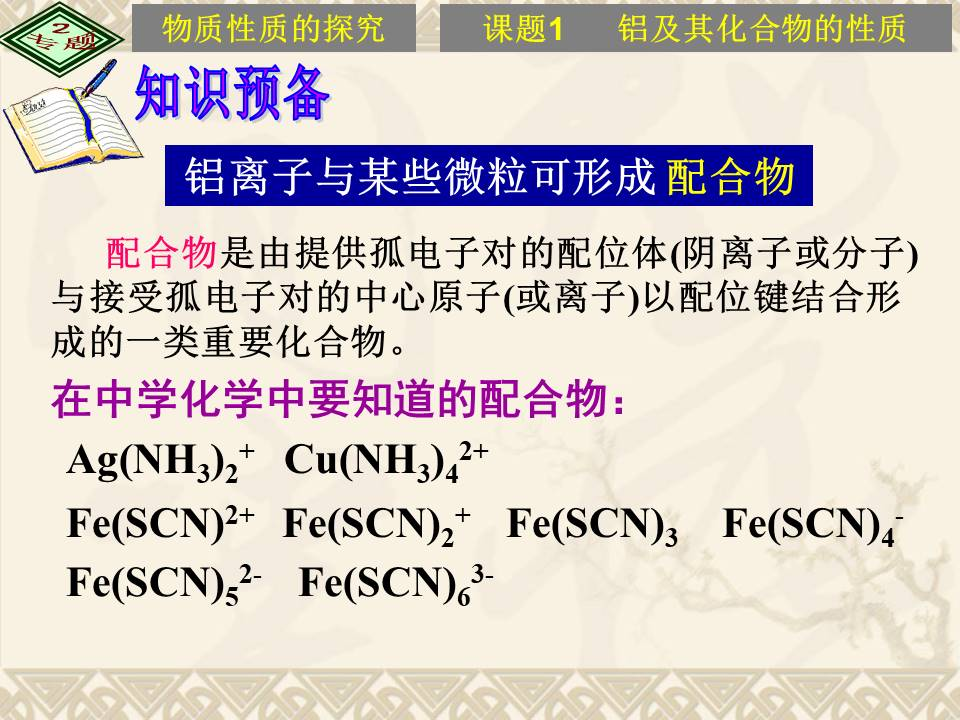 2
专题
物质性质的探究
课题1 铝及其化合物的性质
知识预备
铝离子与某些微粒可形成 配合物
配合物是由提供孤电子对的配位体(阴离子或分子)
与接受孤电子对的中心原子(或离子)以配位键结合形
成的一类重要化合物。
在中学化学中要知道的配合物：
Ag(NH₃)₂⁺ Cu(NH₃)₄²⁺
Fe(SCN)²⁺ Fe(SCN)₂⁺ Fe(SCN)₃ Fe(SCN)₄⁻
Fe(SCN)₅²⁻ Fe(SCN)₆³⁻